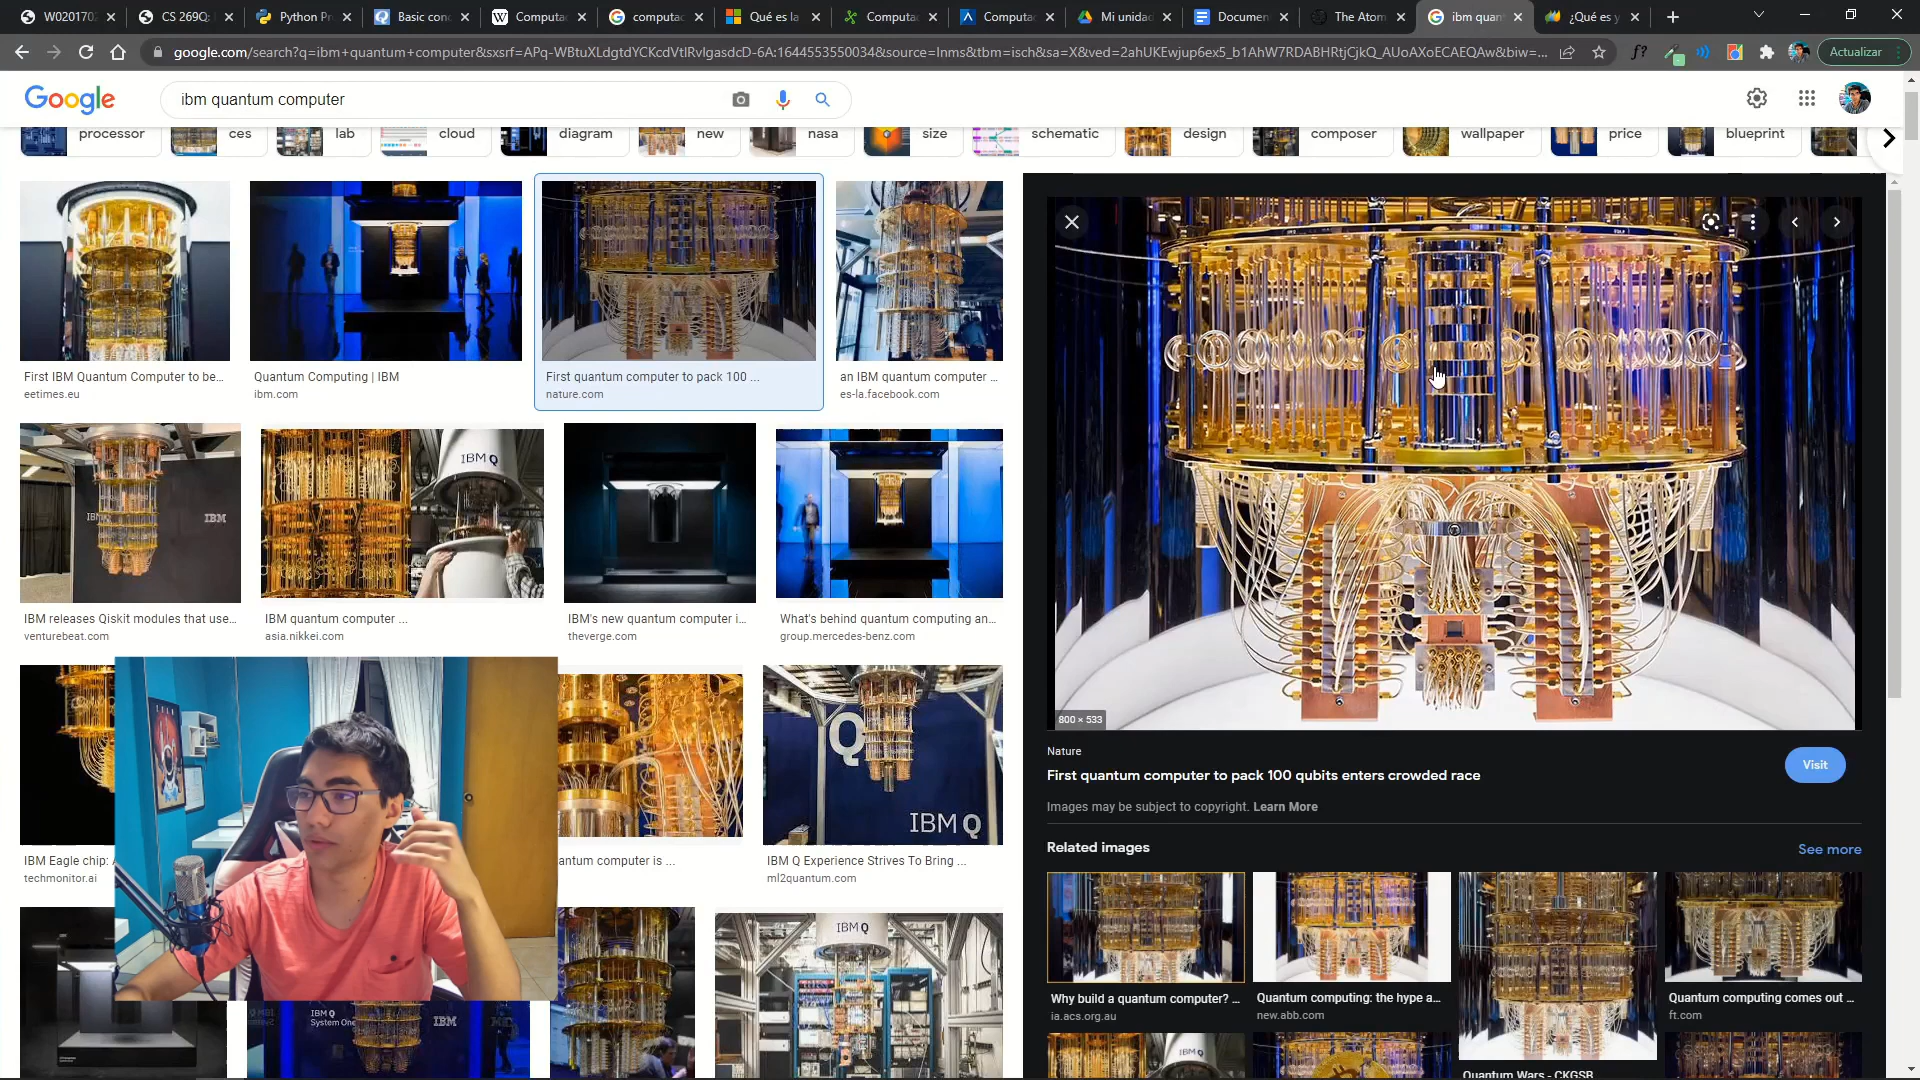 W020170
CS 269Q:
Python Pr
Basic con
Computa
computac
Qué es la
Computa
Computac
Mi unidad
Document
The Atom
ibm quan
¿Qué es y
google.com/search?q=ibm+quantum+computer&sxsrf=APq-WBtuXLdgtdYCKcdVtlRvIgasdcD-6A:1644553550034&source=lnms&tbm=isch&sa=X&ved=2ahUKEwjup6ex5_b1AhW7RDABHRtjCjkQ_AUoAXoECAEQAw&biw=...
Actualizar
Google
ibm quantum computer
processor
ces
lab
cloud
diagram
new
nasa
size
schematic
design
composer
wallpaper
price
blueprint
First IBM Quantum Computer to be...
eetimes.eu
Quantum Computing | IBM
ibm.com
First quantum computer to pack 100 ...
nature.com
an IBM quantum computer ...
es-la.facebook.com
IBM
IBM Q
IBM releases Qiskit modules that use...
venturebeat.com
IBM quantum computer ...
asia.nikkei.com
IBM's new quantum computer i...
theverge.com
What's behind quantum computing an...
group.mercedes-benz.com
Q
IBM Q
IBM Eagle chip:
techmonitor.ai
antum computer is ...
IBM Q Experience Strives To Bring ...
ml2quantum.com
IBM Q
System One
IBM
IBM Q
800 × 533
Nature
First quantum computer to pack 100 qubits enters crowded race
Visit
Images may be subject to copyright. Learn More
Related images
See more
Why build a quantum computer? ...
ia.acs.org.au
Quantum computing: the hype a...
new.abb.com
Quantum computing comes out ...
ft.com
IBM Q
Quantum Wars - CKGSB